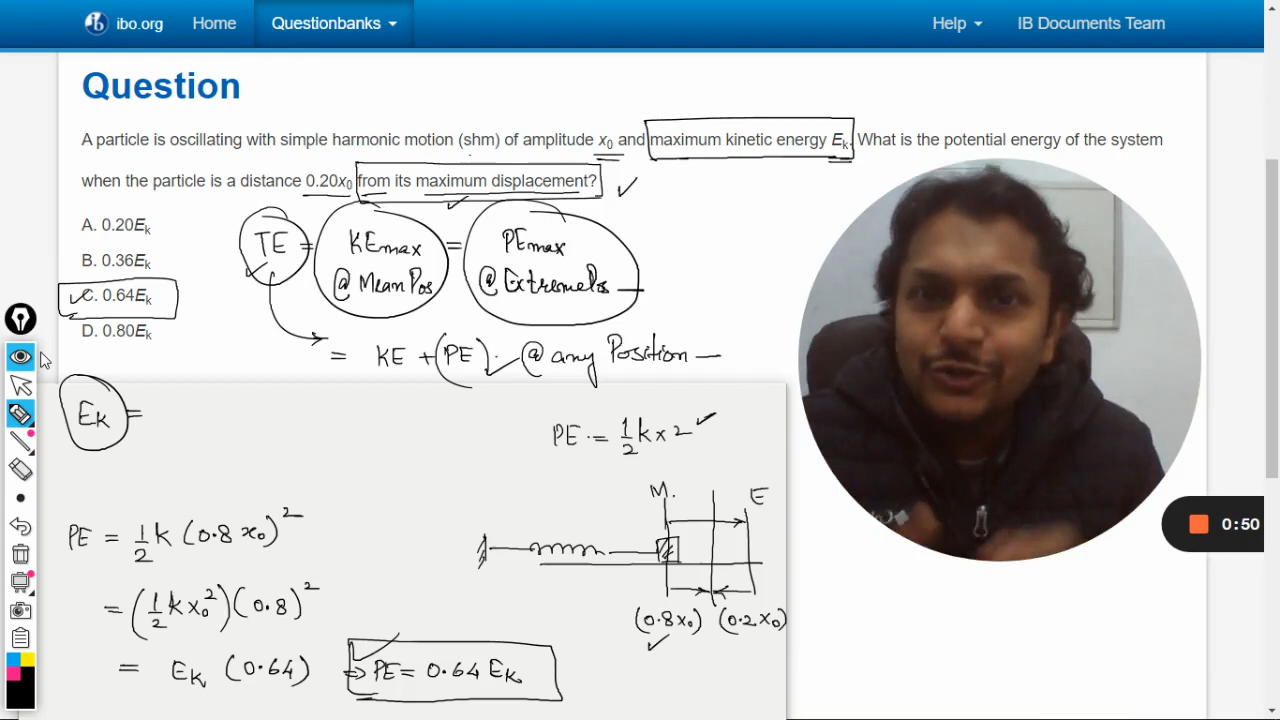 ibo.org Home Questionbanks Help IB Documents Team
Question
A particle is oscillating with simple harmonic motion (shm) of amplitude x₀ and maximum kinetic energy Eₖ. What is the potential energy of the system
when the particle is a distance 0.20x₀ from its maximum displacement?
A. 0.20Eₖ
B. 0.36Eₖ
C. 0.64Eₖ
D. 0.80Eₖ
TE = KEmax = PEmax
@ Mean Pos @ Extreme Pos
= KE + (PE) @ any Position
Eₖ =
PE = 1/2 k x 2
M. E
PE = 1/2 k (0.8 x₀)²
(0.8x₀) (0.2x₀)
= (1/2 k x₀²) (0.8)²
= Eₖ (0.64) ⇒ PE = 0.64 Eₖ
0:50